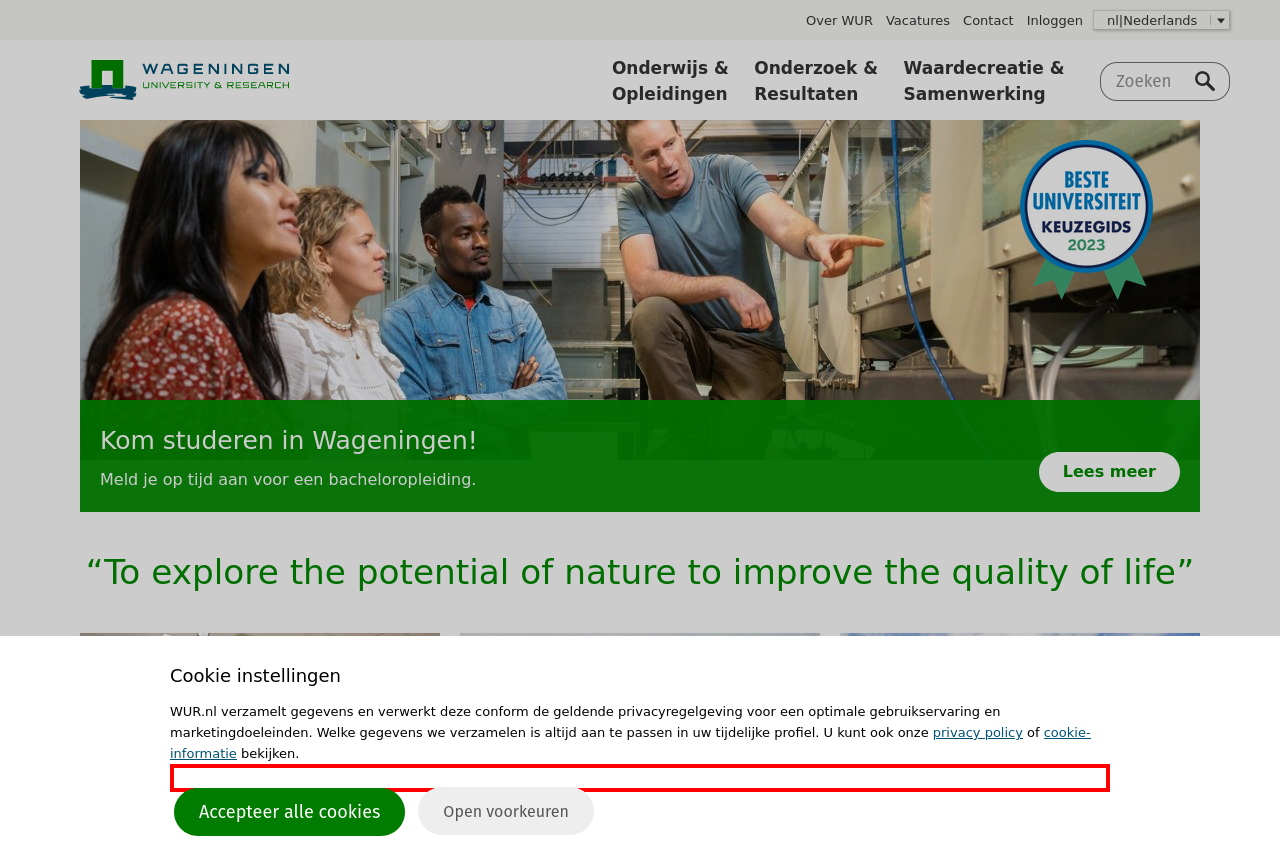 Over WUR Vacatures Contact Inloggen nl|Nederlands
WAGENINGEN
UNIVERSITY & RESEARCH
Onderwijs &
Opleidingen
Onderzoek &
Resultaten
Waardecreatie &
Samenwerking
Zoeken
BESTE
UNIVERSITEIT
KEUZEGIDS
2023
Kom studeren in Wageningen!
Meld je op tijd aan voor een bacheloropleiding.
Lees meer
“To explore the potential of nature to improve the quality of life”
Cookie instellingen
WUR.nl verzamelt gegevens en verwerkt deze conform de geldende privacyregelgeving voor een optimale gebruikservaring en
marketingdoeleinden. Welke gegevens we verzamelen is altijd aan te passen in uw tijdelijke profiel. U kunt ook onze privacy policy of cookie-
informatie bekijken.
Accepteer alle cookies Open voorkeuren